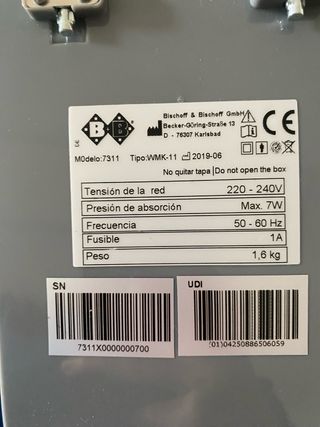 B B
Bischoff & Bischoff GmbH
Becker-Göring-Straße 13
D - 76307 Karlsbad
CE
M0delo:7311 Tipo:WMK-11 2019-06
No quitar tapa |Do not open the box
Tensión de la red 220 - 240V
Presión de absorción Max. 7W
Frecuencia 50 - 60 Hz
Fusible 1A
Peso 1,6 kg
SN
7311X0000000700
UDI
(01)04250886506059